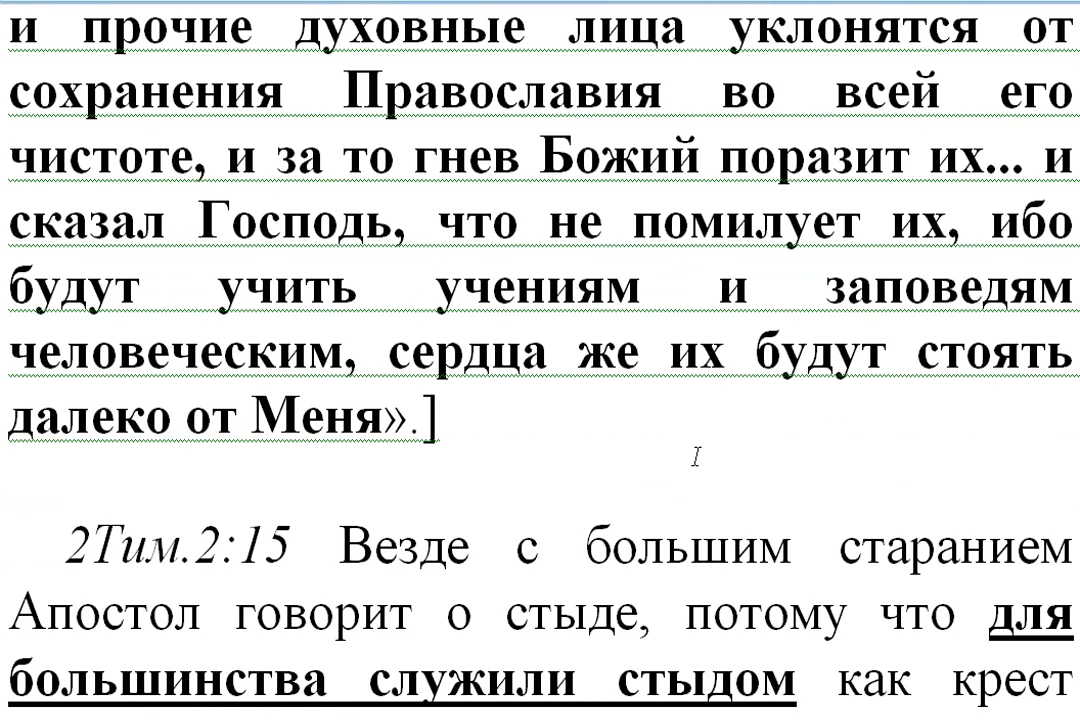 и прочие духовные лица уклонятся от
сохранения Православия во всей его
чистоте, и за то гнев Божий поразит их... и
сказал Господь, что не помилует их, ибо
будут учить учениям и заповедям
человеческим, сердца же их будут стоять
далеко от Меня».]
2Тим.2:15 Везде с большим старанием
Апостол говорит о стыде, потому что для
большинства служили стыдом как крест